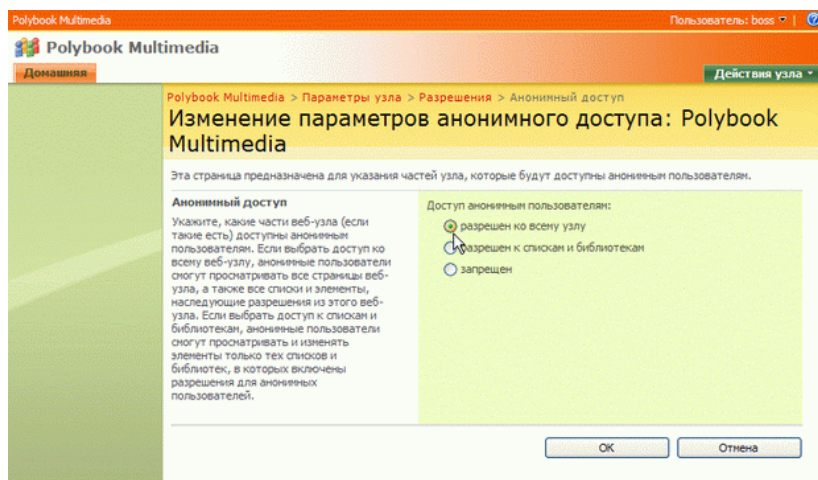 Polybook Multimedia
Пользователь: boss
Polybook Multimedia
Домашняя
Действия узла
Polybook Multimedia > Параметры узла > Разрешения > Анонимный доступ
Изменение параметров анонимного доступа: Polybook
Multimedia
Эта страница предназначена для указания частей узла, которые будут доступны анонимным пользователям.
Анонимный доступ
Укажите, какие части веб-узла (если
такие есть) доступны анонимным
пользователям. Если выбрать доступ ко
всему веб-узлу, анонимные пользователи
смогут просматривать все страницы веб-
узла, а также все списки и элементы,
наследующие разрешения из этого веб-
узла. Если выбрать доступ к спискам и
библиотекам, анонимные пользователи
смогут просматривать и изменять
элементы только тех списков и
библиотек, в которых включены
разрешения для анонимных
пользователей.
Доступ анонимным пользователям:
разрешен ко всему узлу
разрешен к спискам и библиотекам
запрещен
ОК
Отмена